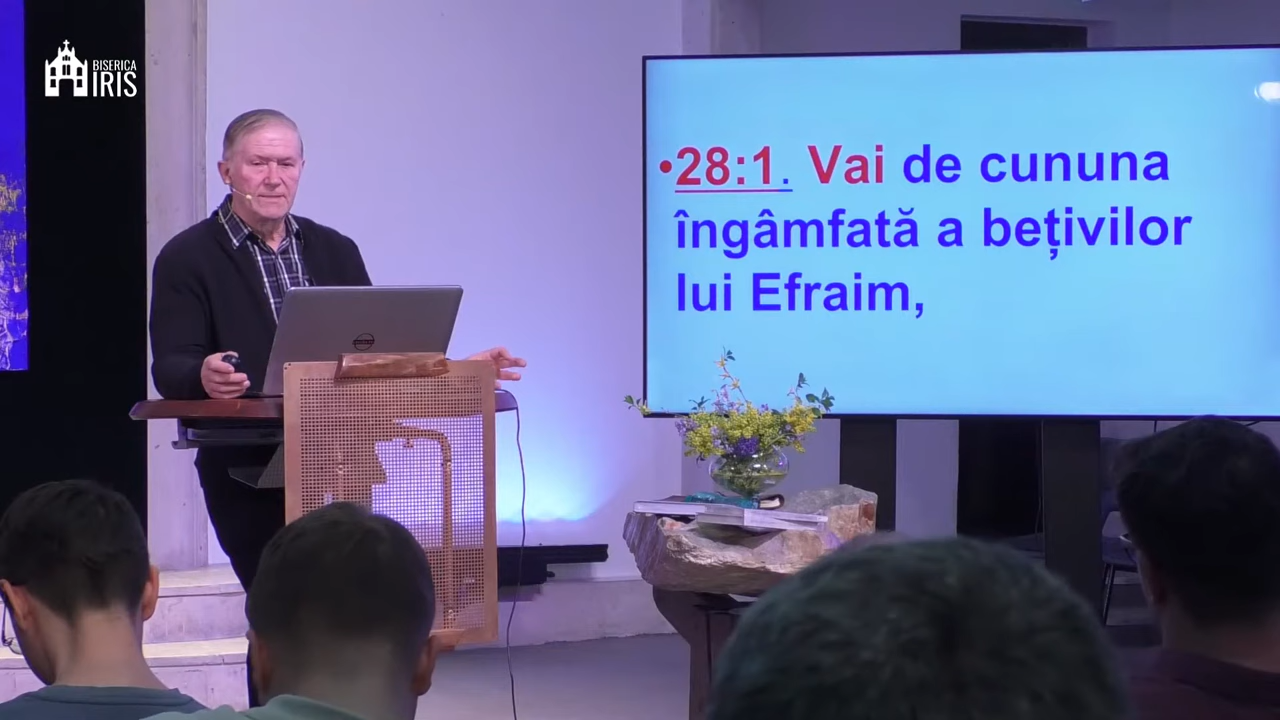 BISERICA
IRIS
•28:1. Vai de cununa
îngâmfată a bețivilor
lui Efraim,